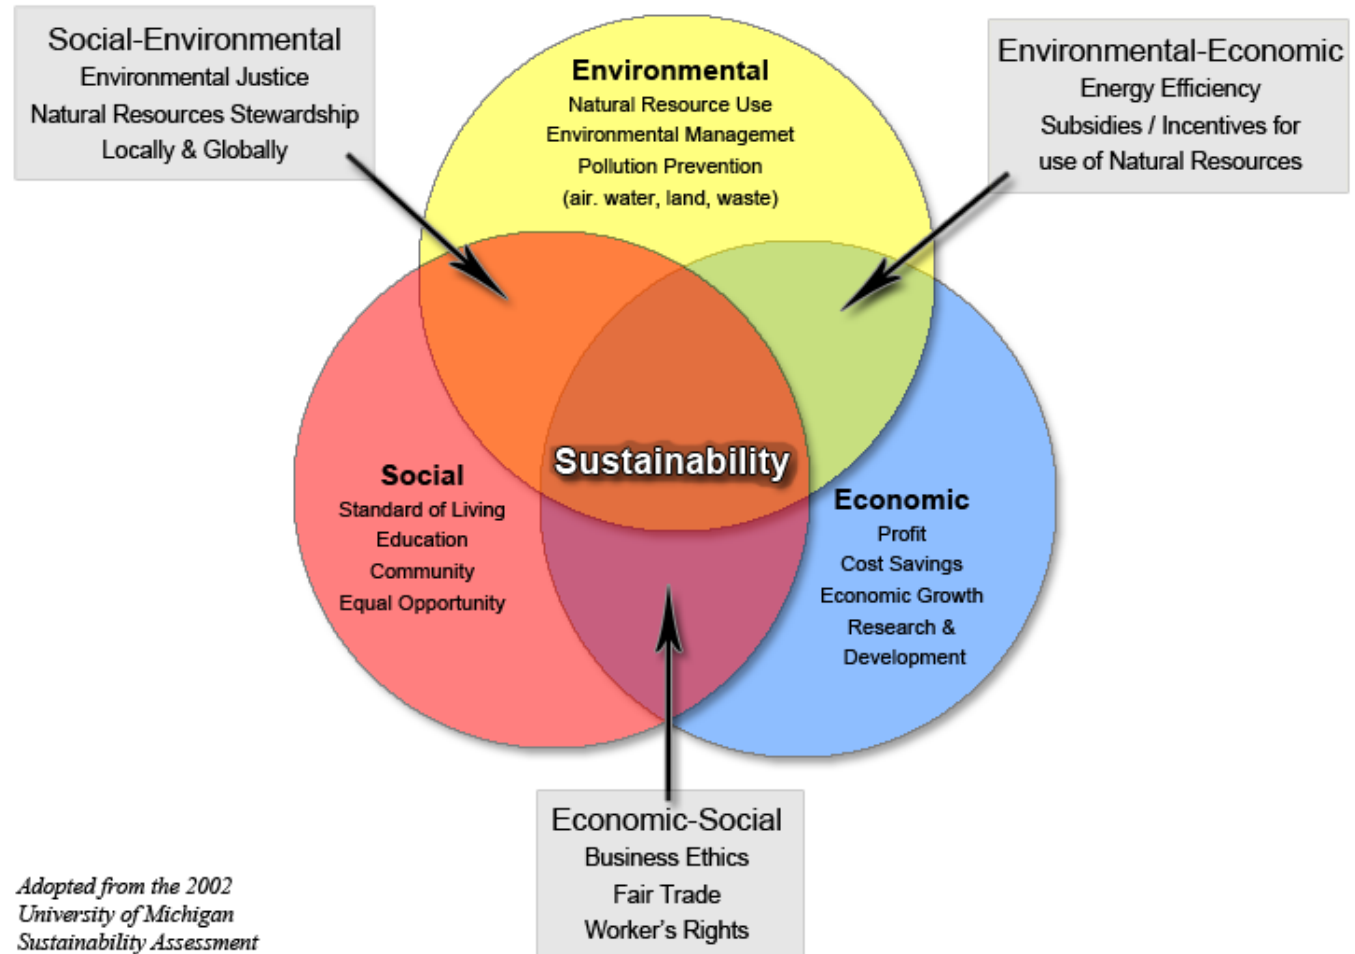 Social-Environmental
Environmental Justice
Natural Resources Stewardship
Locally & Globally
Environmental
Natural Resource Use
Environmental Managemet
Pollution Prevention
(air. water, land, waste)
Environmental-Economic
Energy Efficiency
Subsidies / Incentives for
use of Natural Resources
Social
Standard of Living
Education
Community
Equal Opportunity
Sustainability
Economic
Profit
Cost Savings
Economic Growth
Research &
Development
Economic-Social
Business Ethics
Fair Trade
Worker's Rights
Adopted from the 2002
University of Michigan
Sustainability Assessment